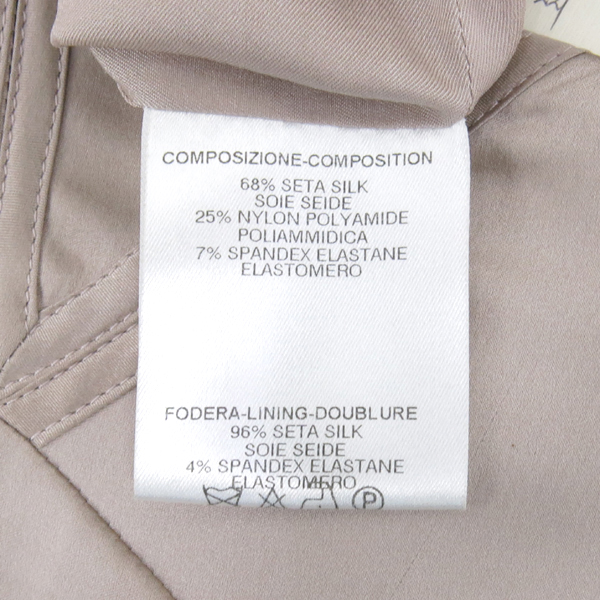 COMPOSIZIONE-COMPOSITION
68% SETA SILK
SOIE SEIDE
25% NYLON POLYAMIDE
POLIAMMIDICA
7% SPANDEX ELASTANE
ELASTOMERO
FODERA-LINING-DOUBLURE
96% SETA SILK
SOIE SEIDE
4% SPANDEX ELASTANE
ELASTOMERO
P